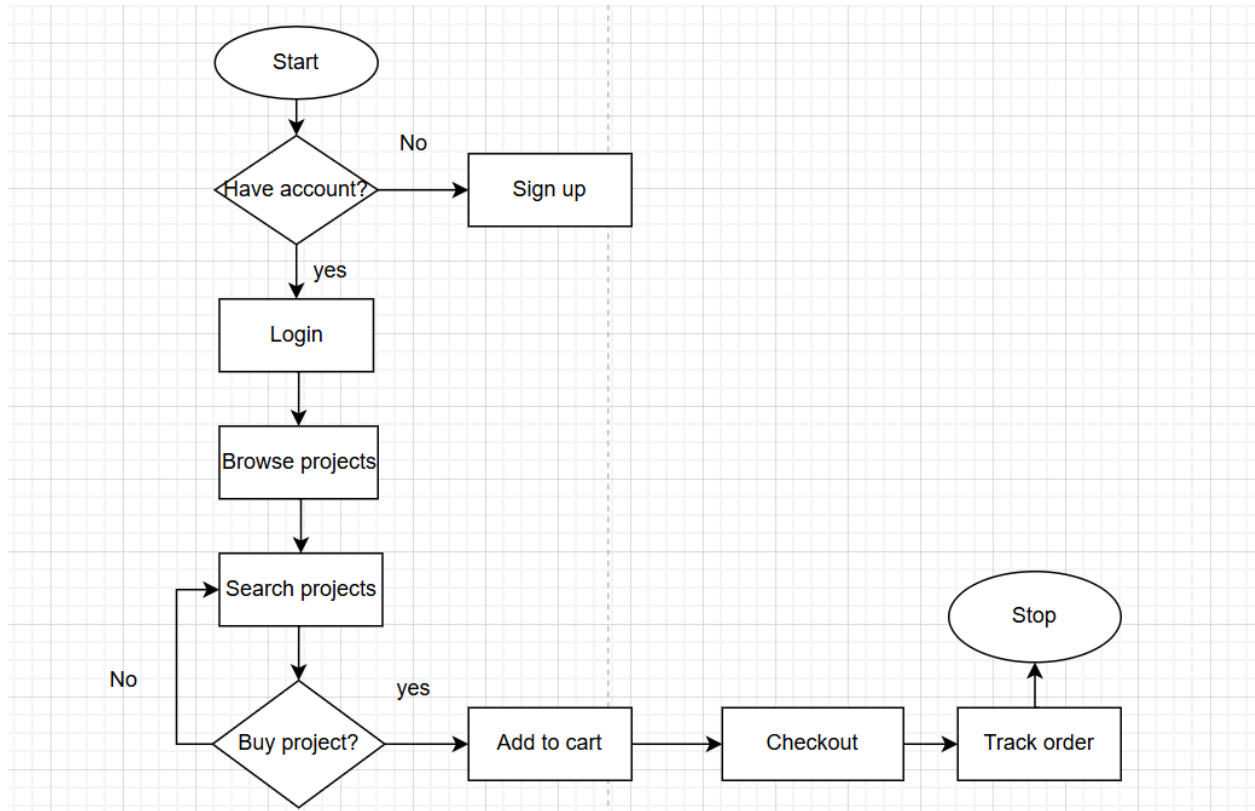 Start
No
Have account?
Sign up
yes
Login
Browse projects
Search projects
Stop
No
yes
Buy project?
Add to cart
Checkout
Track order